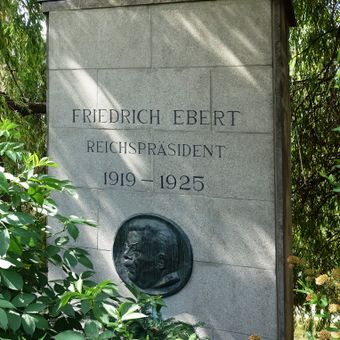 FRIEDRICH EBERT
REICHSPRÄSIDENT
1919 – 1925